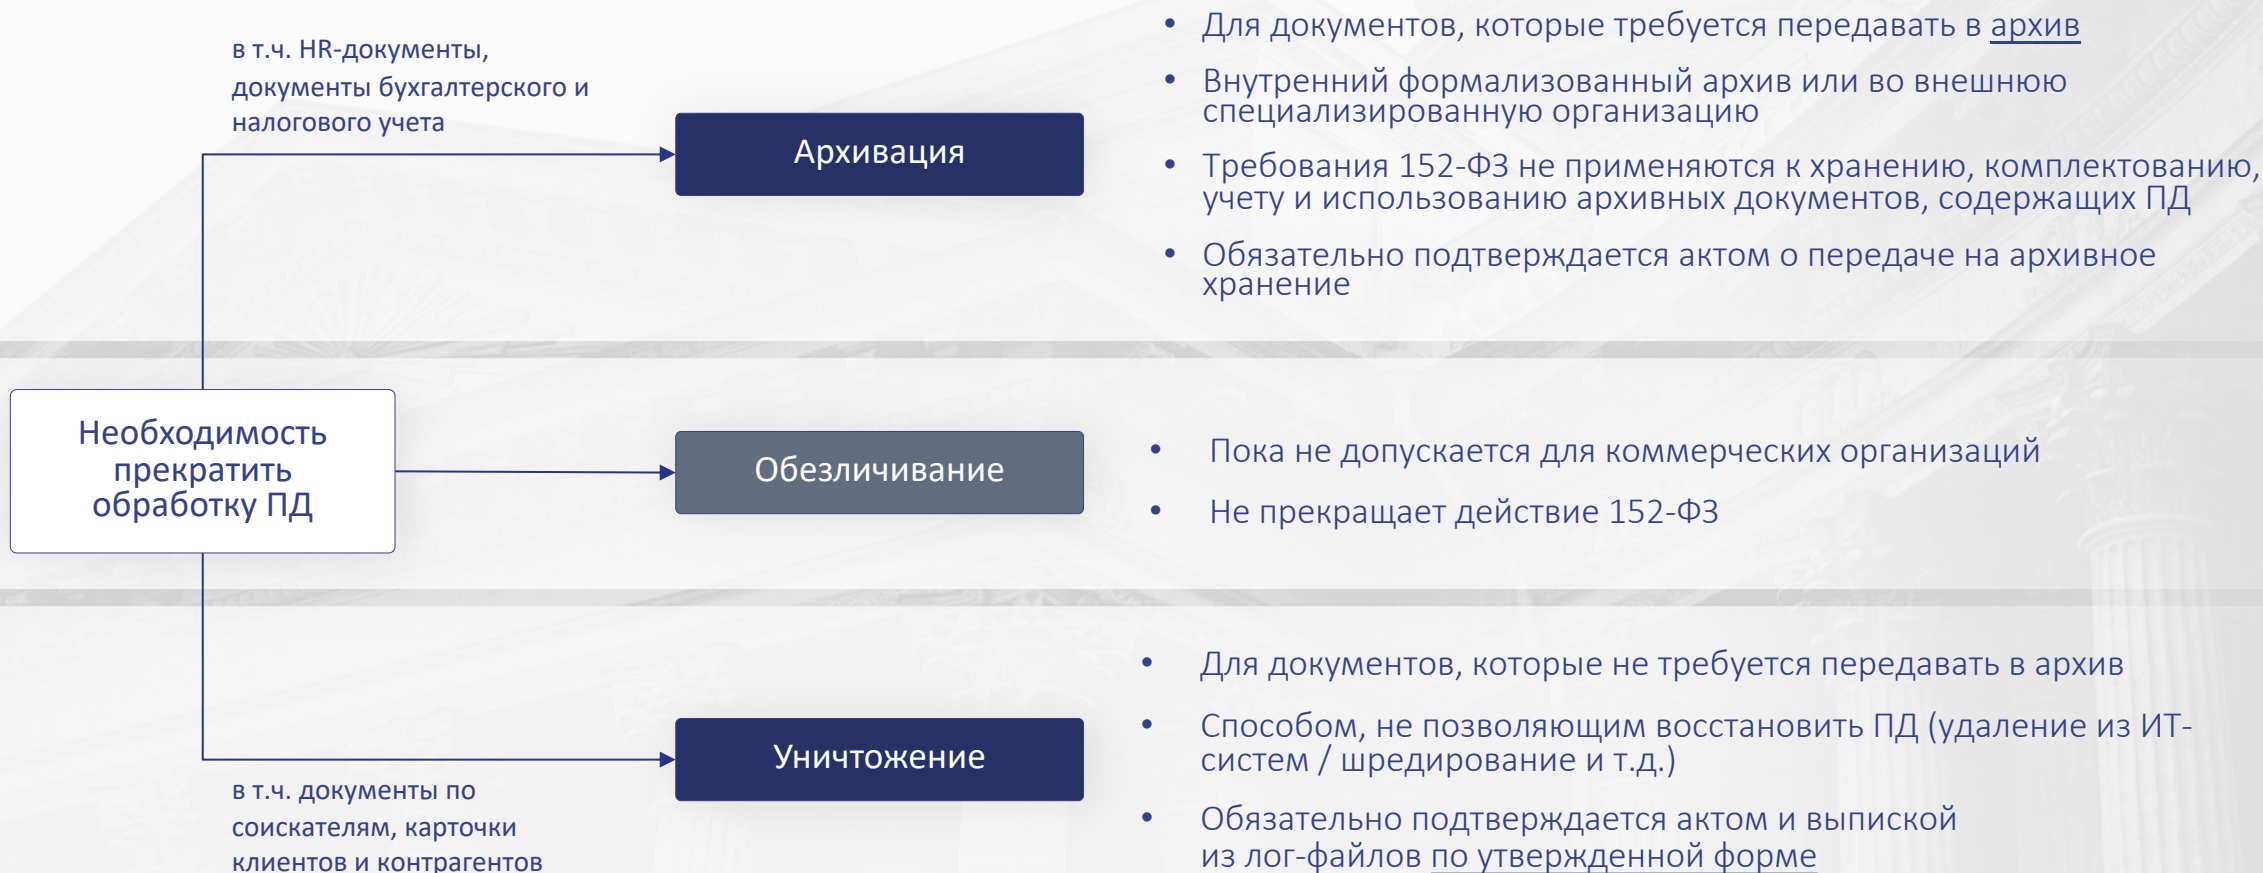 в т.ч. HR-документы,
документы бухгалтерского и
налогового учета
Архивация
• Для документов, которые требуется передавать в архив
• Внутренний формализованный архив или во внешнюю
специализированную организацию
• Требования 152-ФЗ не применяются к хранению, комплектованию,
учету и использованию архивных документов, содержащих ПД
• Обязательно подтверждается актом о передаче на архивное
хранение
Необходимость
прекратить
обработку ПД
Обезличивание
• Пока не допускается для коммерческих организаций
• Не прекращает действие 152-ФЗ
Уничтожение
• Для документов, которые не требуется передавать в архив
• Способом, не позволяющим восстановить ПД (удаление из ИТ-
систем / шредирование и т.д.)
• Обязательно подтверждается актом и выпиской
из лог-файлов по утвержденной форме
в т.ч. документы по
соискателям, карточки
клиентов и контрагентов